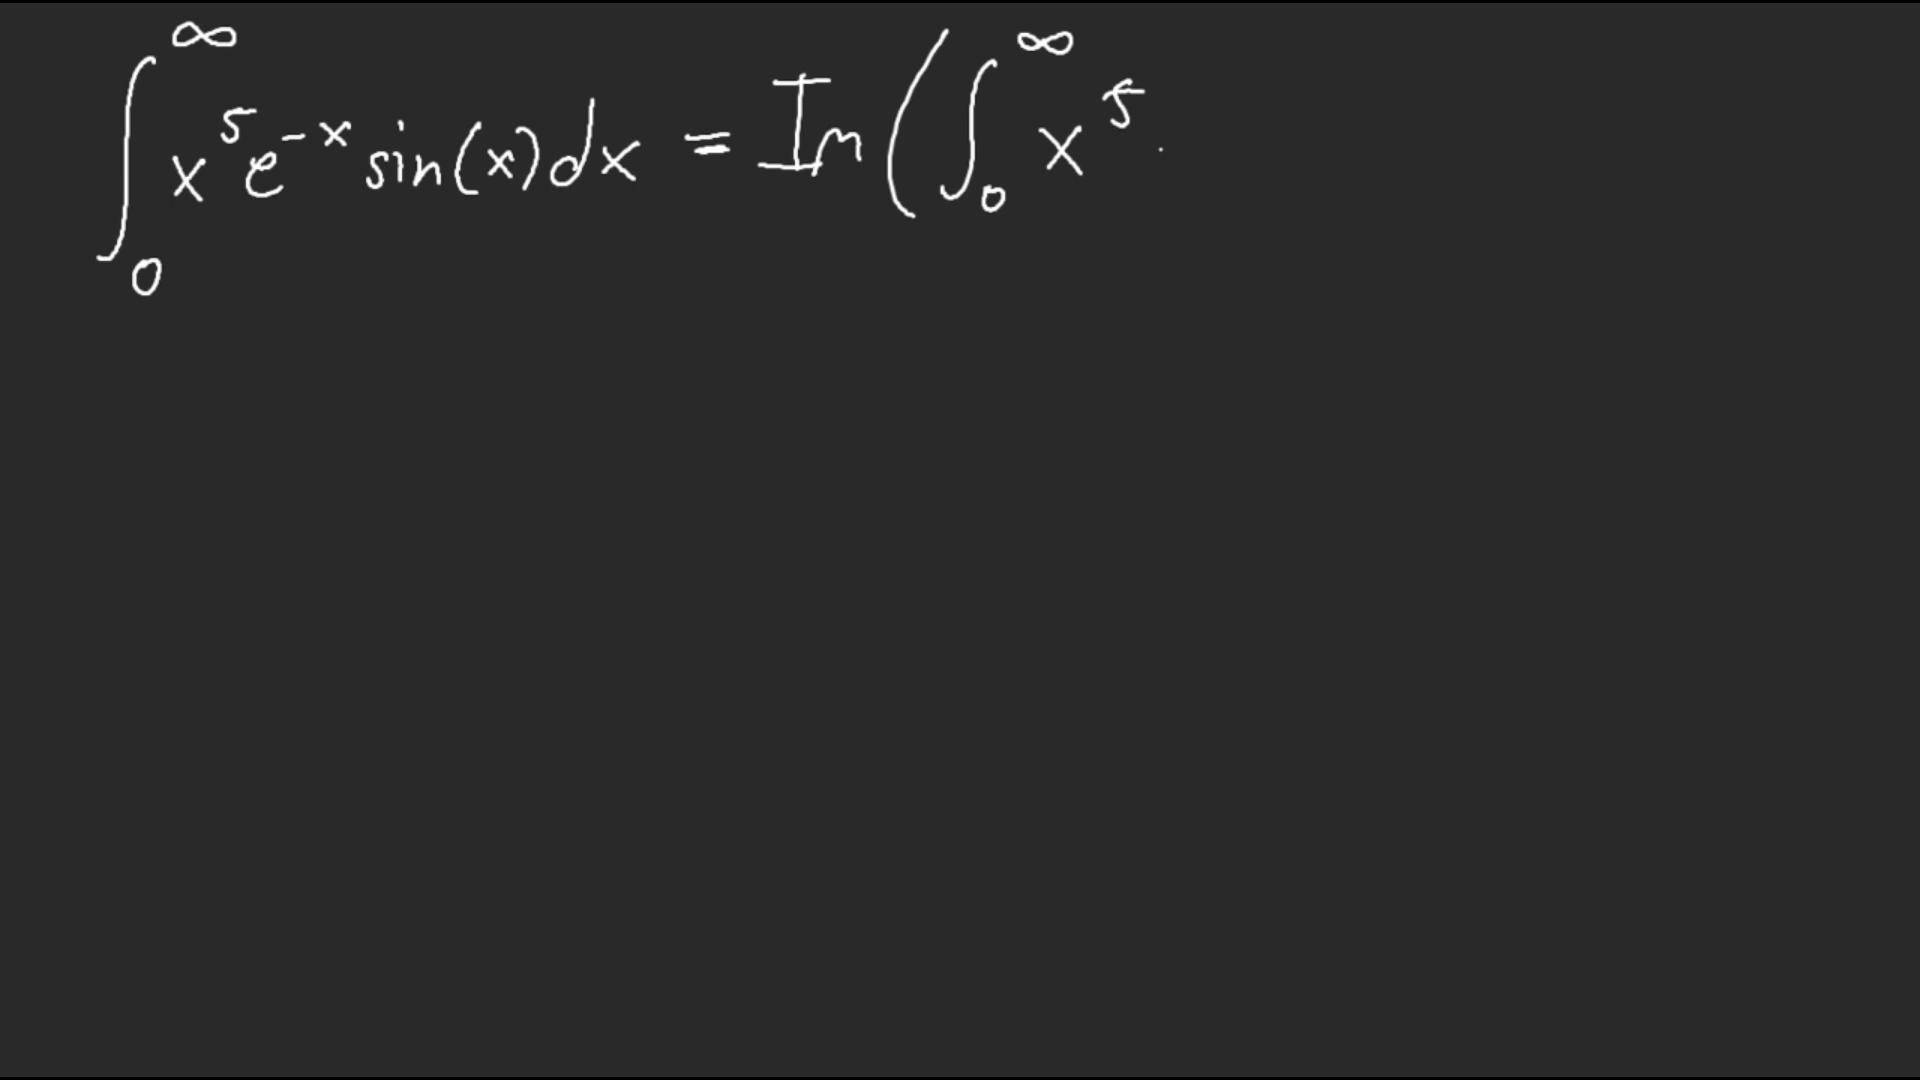 ∫₀^∞ x⁵e⁻ˣ sin(x)dx = Im(∫₀^∞ x⁵